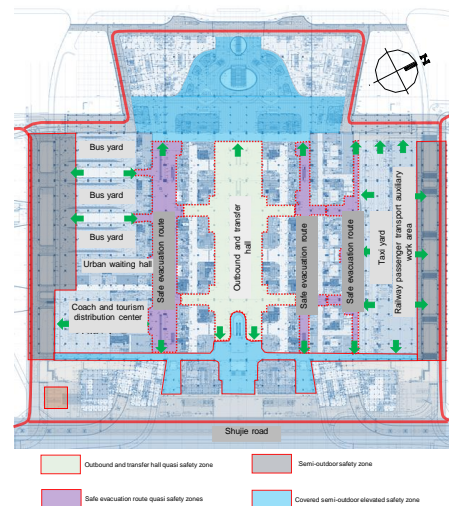 N
Bus yard
Bus yard
Bus yard
Urban waiting hall
Coach and tourism
distribution center
Safe evacuation route
Outbound and transfer
hall
Safe evacuation route
Safe evacuation route
Taxi yard
Railway passenger transport auxiliary
work area
Shujie road
Outbound and transfer hall quasi safety zone
Semi-outdoor safety zone
Safe evacuation route quasi safety zones
Covered semi-outdoor elevated safety zone